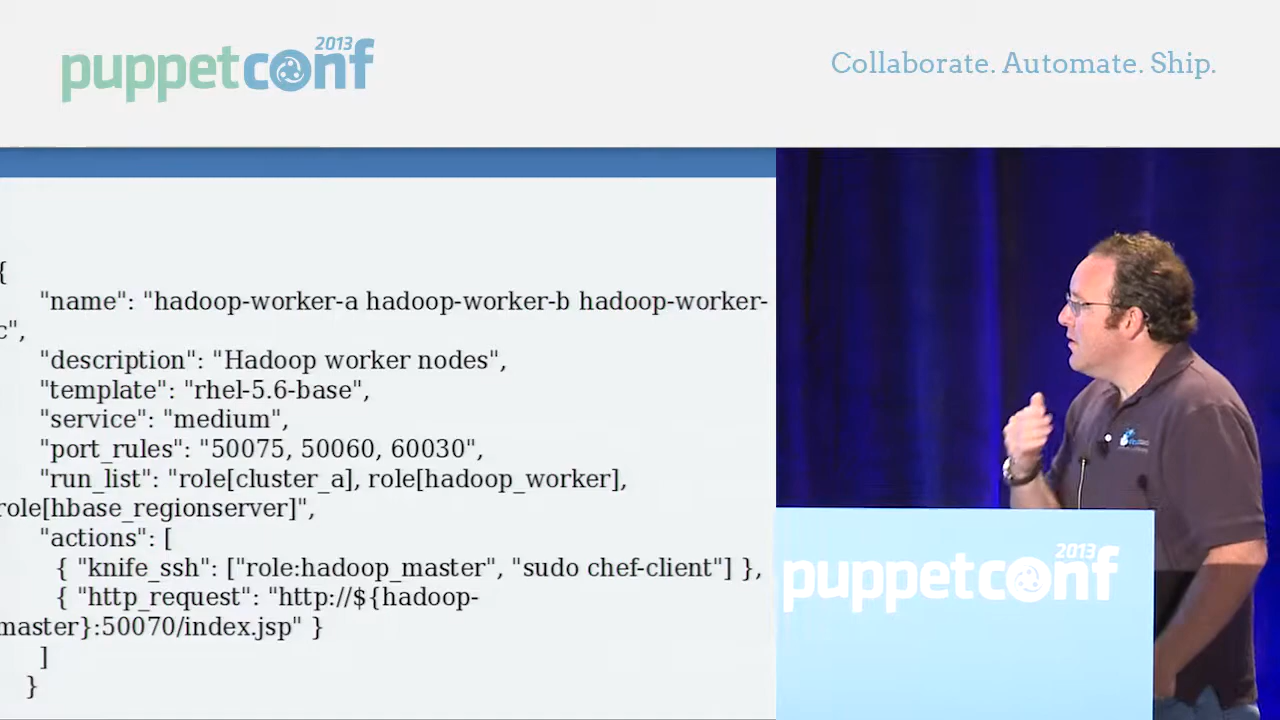 2013
puppetconf
Collaborate. Automate. Ship.
{
"name": "hadoop-worker-a hadoop-worker-b hadoop-worker-
c",
"description": "Hadoop worker nodes",
"template": "rhel-5.6-base",
"service": "medium",
"port_rules": "50075, 50060, 60030",
"run_list": "role[cluster_a], role[hadoop_worker],
role[hbase_regionserver]",
"actions": [
{ "knife_ssh": ["role:hadoop_master", "sudo chef-client"] },
{ "http_request": "http://${hadoop-
master}:50070/index.jsp" }
]
}
2013
puppetconf